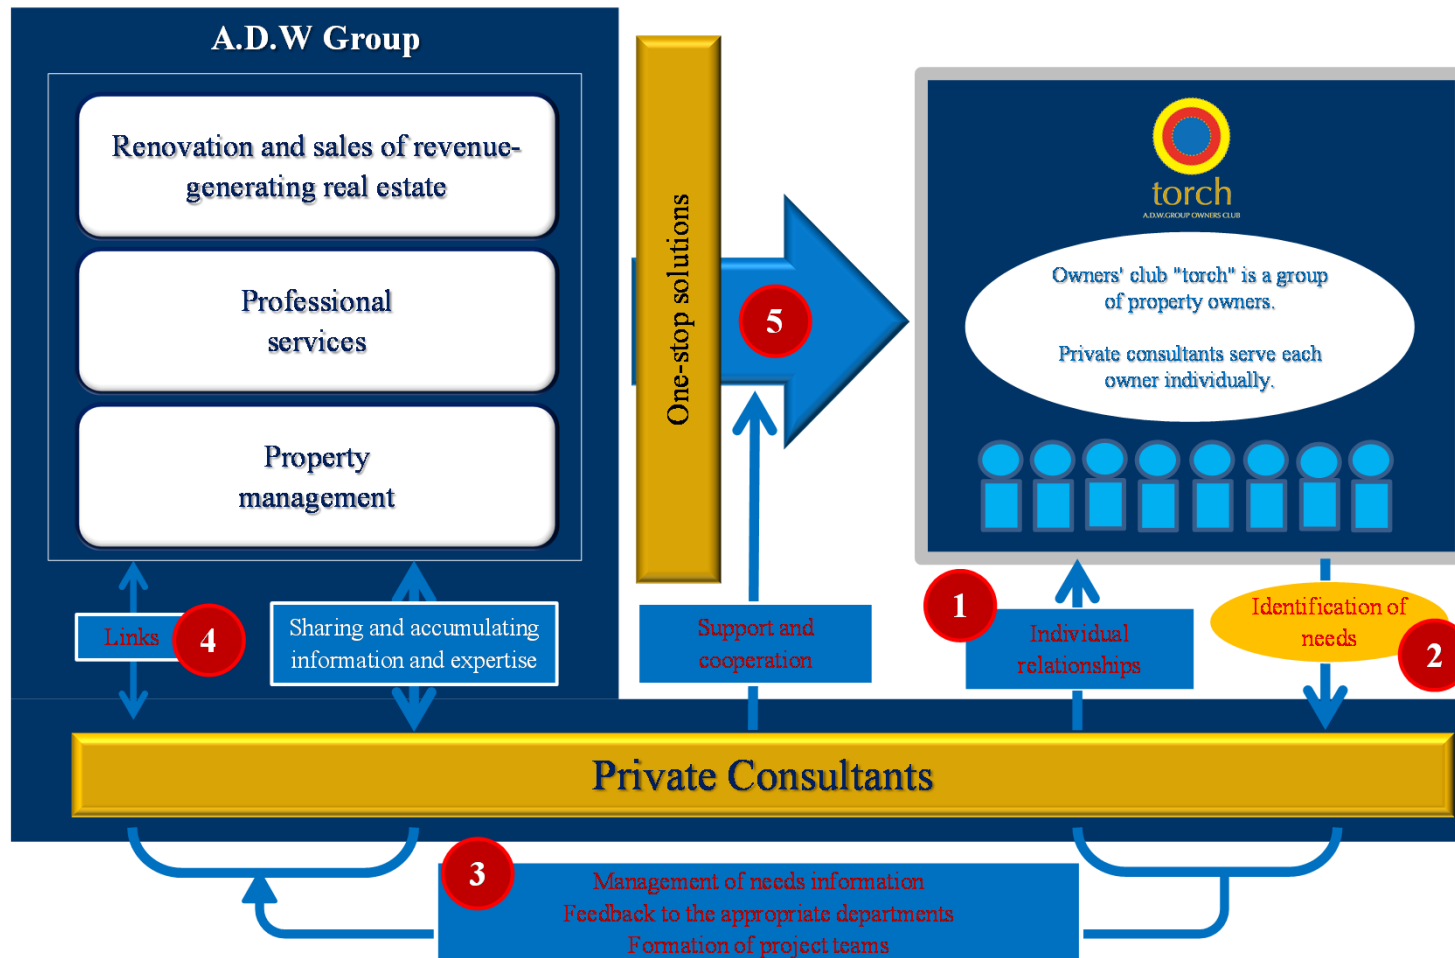 A.D.W Group
Renovation and sales of revenue-
generating real estate
Professional
services
Property
management
One-stop solutions
5
torch
A.D.W.GROUP OWNERS CLUB
Owners' club "torch" is a group
of property owners.
Private consultants serve each
owner individually.
Links
4
Sharing and accumulating
information and expertise
Support and
cooperation
1
Individual
relationships
Identification of
needs
2
Private Consultants
3
Management of needs information
Feedback to the appropriate departments
Formation of project teams